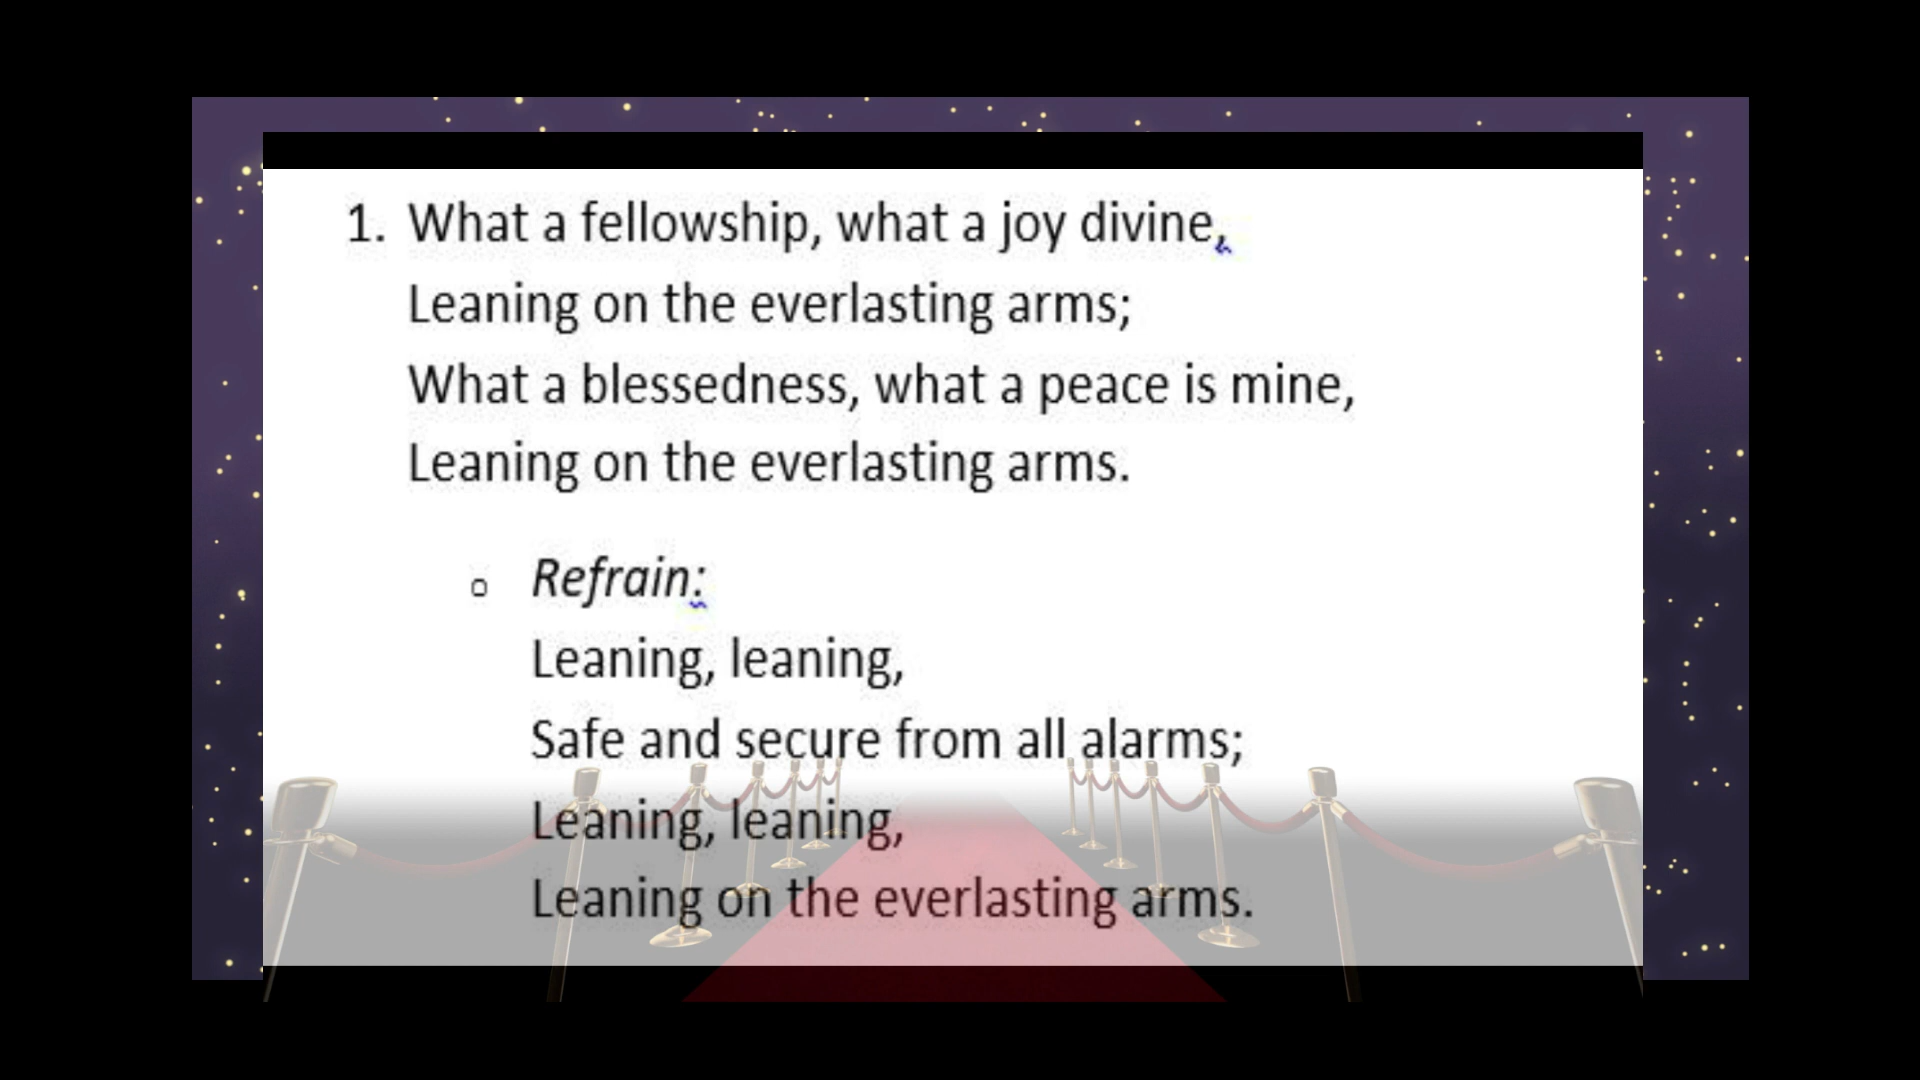 1. What a fellowship, what a joy divine,
Leaning on the everlasting arms;
What a blessedness, what a peace is mine,
Leaning on the everlasting arms.
o Refrain:
Leaning, leaning,
Safe and secure from all alarms;
Leaning, leaning,
Leaning on the everlasting arms.